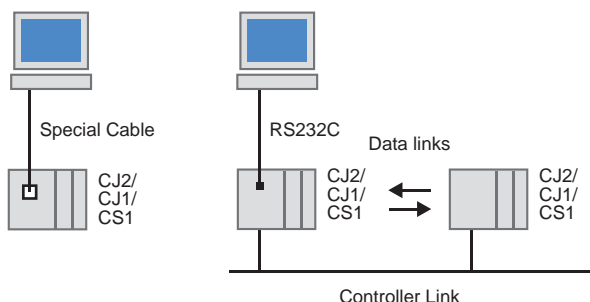 Special Cable
CJ2/
CJ1/
CS1
RS232C
Data links
CJ2/
CJ1/
CS1
CJ2/
CJ1/
CS1
Controller Link